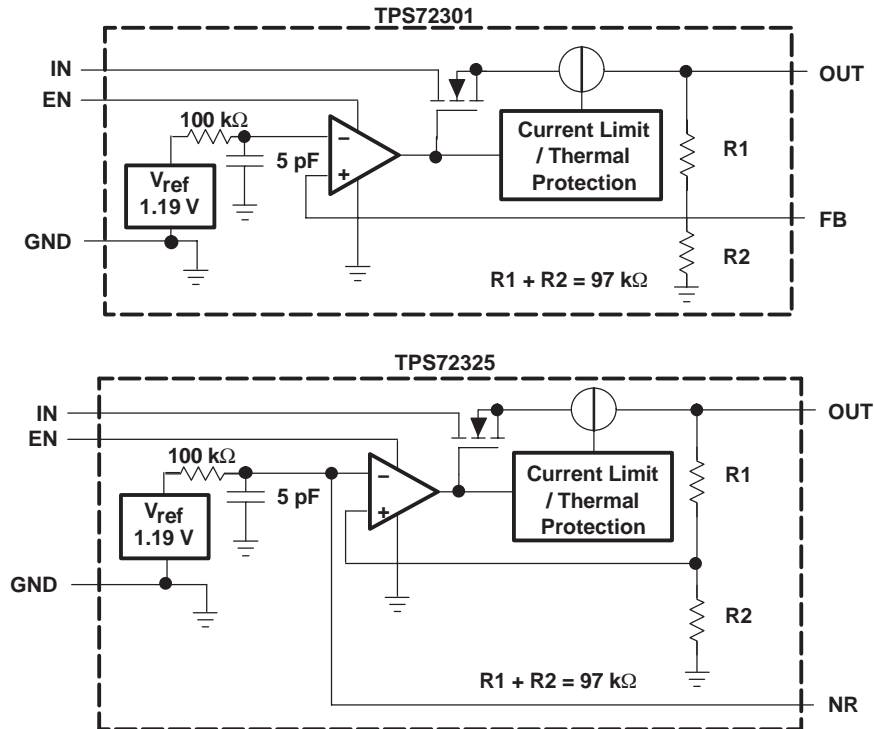 TPS72301
IN
OUT
EN
100 kΩ
5 pF
−
+
Current Limit
/ Thermal
Protection
R1
Vref
1.19 V
FB
GND
R2
R1 + R2 = 97 kΩ
TPS72325
IN
OUT
EN
100 kΩ
5 pF
−
+
Current Limit
/ Thermal
Protection
R1
Vref
1.19 V
GND
R2
R1 + R2 = 97 kΩ
NR